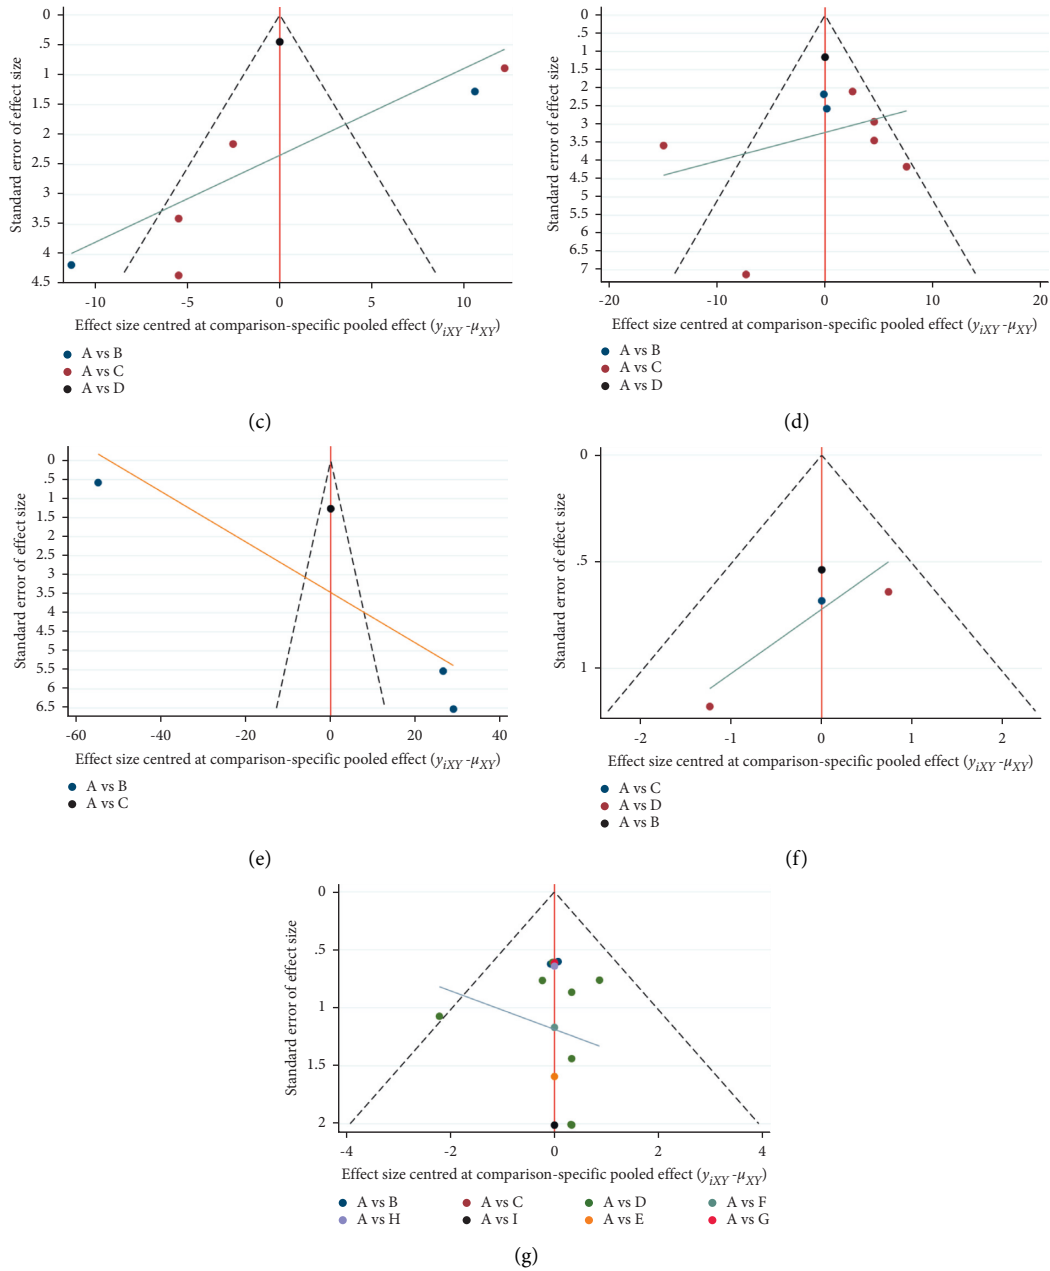 0
.5
1
1.5
2
2.5
3
3.5
4
4.5
Standard error of effect size
-10 -5 0 5 10
Effect size centred at comparison-specific pooled effect (yiXY -μXY)
A vs B
A vs C
A vs D
(c)
0
.5
1
1.5
2
2.5
3
3.5
4
4.5
5
5.5
6
6.5
7
Standard error of effect size
-20 -10 0 10 20
Effect size centred at comparison-specific pooled effect (yiXY -μXY)
A vs B
A vs C
A vs D
(d)
0
.5
1
1.5
2
2.5
3
3.5
4
4.5
5
5.5
6
6.5
Standard error of effect size
-60 -40 -20 0 20 40
Effect size centred at comparison-specific pooled effect (yiXY -μXY)
A vs B
A vs C
(e)
0
.5
1
Standard error of effect size
-2 -1 0 1 2
Effect size centred at comparison-specific pooled effect (yiXY -μXY)
A vs C
A vs D
A vs B
(f)
0
.5
1
1.5
2
Standard error of effect size
-4 -2 0 2 4
Effect size centred at comparison-specific pooled effect (yiXY -μXY)
A vs B A vs C A vs D A vs F
A vs H A vs I A vs E A vs G
(g)